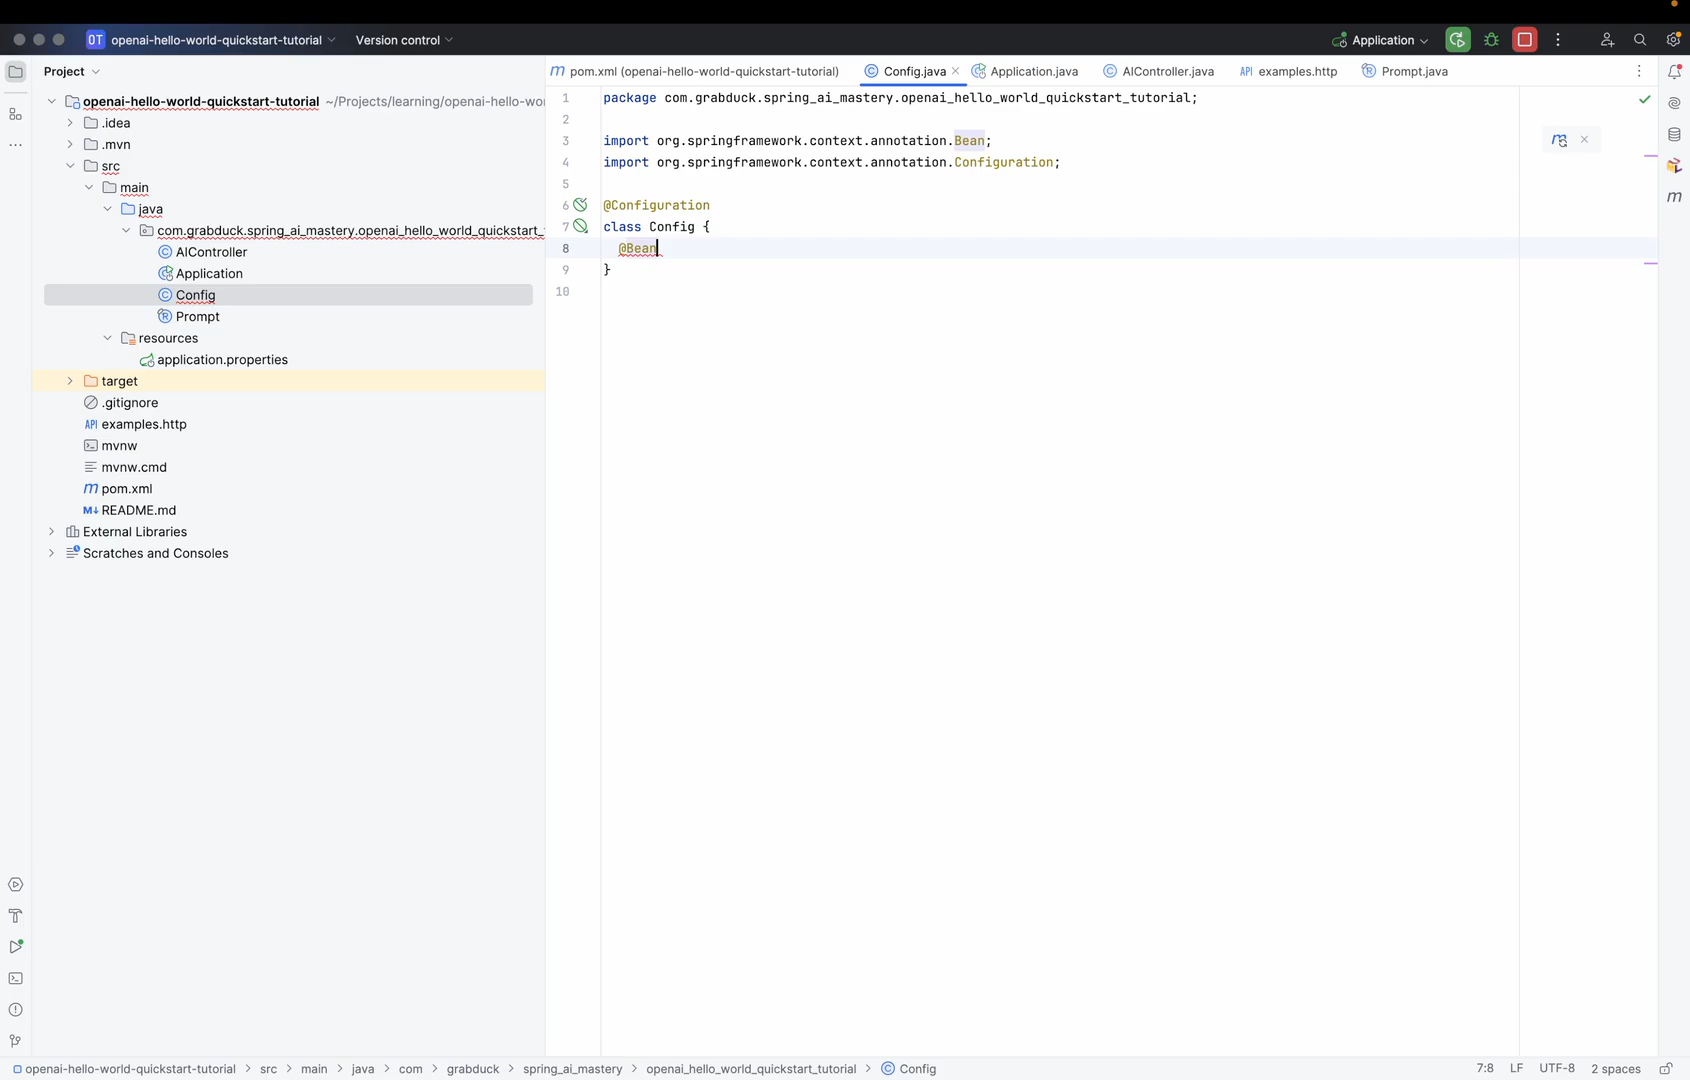 OT openai-hello-world-quickstart-tutorial Version control Application
Project
openai-hello-world-quickstart-tutorial ~/Projects/learning/openai-hello-wor
.idea
.mvn
src
main
java
com.grabduck.spring_ai_mastery.openai_hello_world_quickstart_
AIController
Application
Config
Prompt
resources
application.properties
target
.gitignore
API examples.http
mvnw
mvnw.cmd
m pom.xml
M↓ README.md
External Libraries
Scratches and Consoles
m pom.xml (openai-hello-world-quickstart-tutorial) Config.java Application.java AIController.java API examples.http Prompt.java
1 package com.grabduck.spring_ai_mastery.openai_hello_world_quickstart_tutorial;
2
3 import org.springframework.context.annotation.Bean;
4 import org.springframework.context.annotation.Configuration;
5
6 @Configuration
7 class Config {
8 @Bean
9 }
10
openai-hello-world-quickstart-tutorial > src > main > java > com > grabduck > spring_ai_mastery > openai_hello_world_quickstart_tutorial > Config 7:8 LF UTF-8 2 spaces